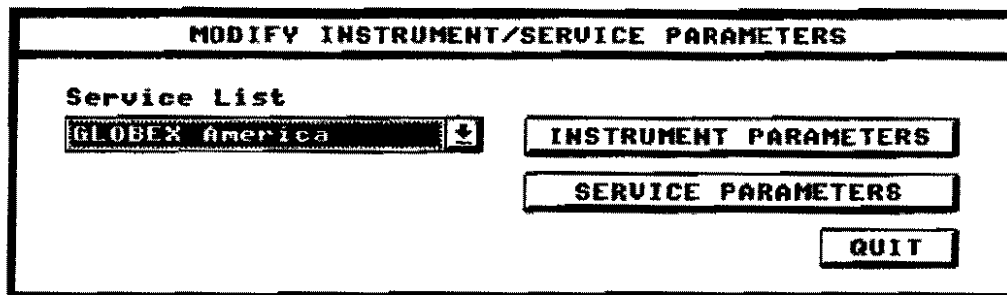 MODIFY INSTRUMENT/SERVICE PARAMETERS
Service List
GLOBEX America
INSTRUMENT PARAMETERS
SERVICE PARAMETERS
QUIT